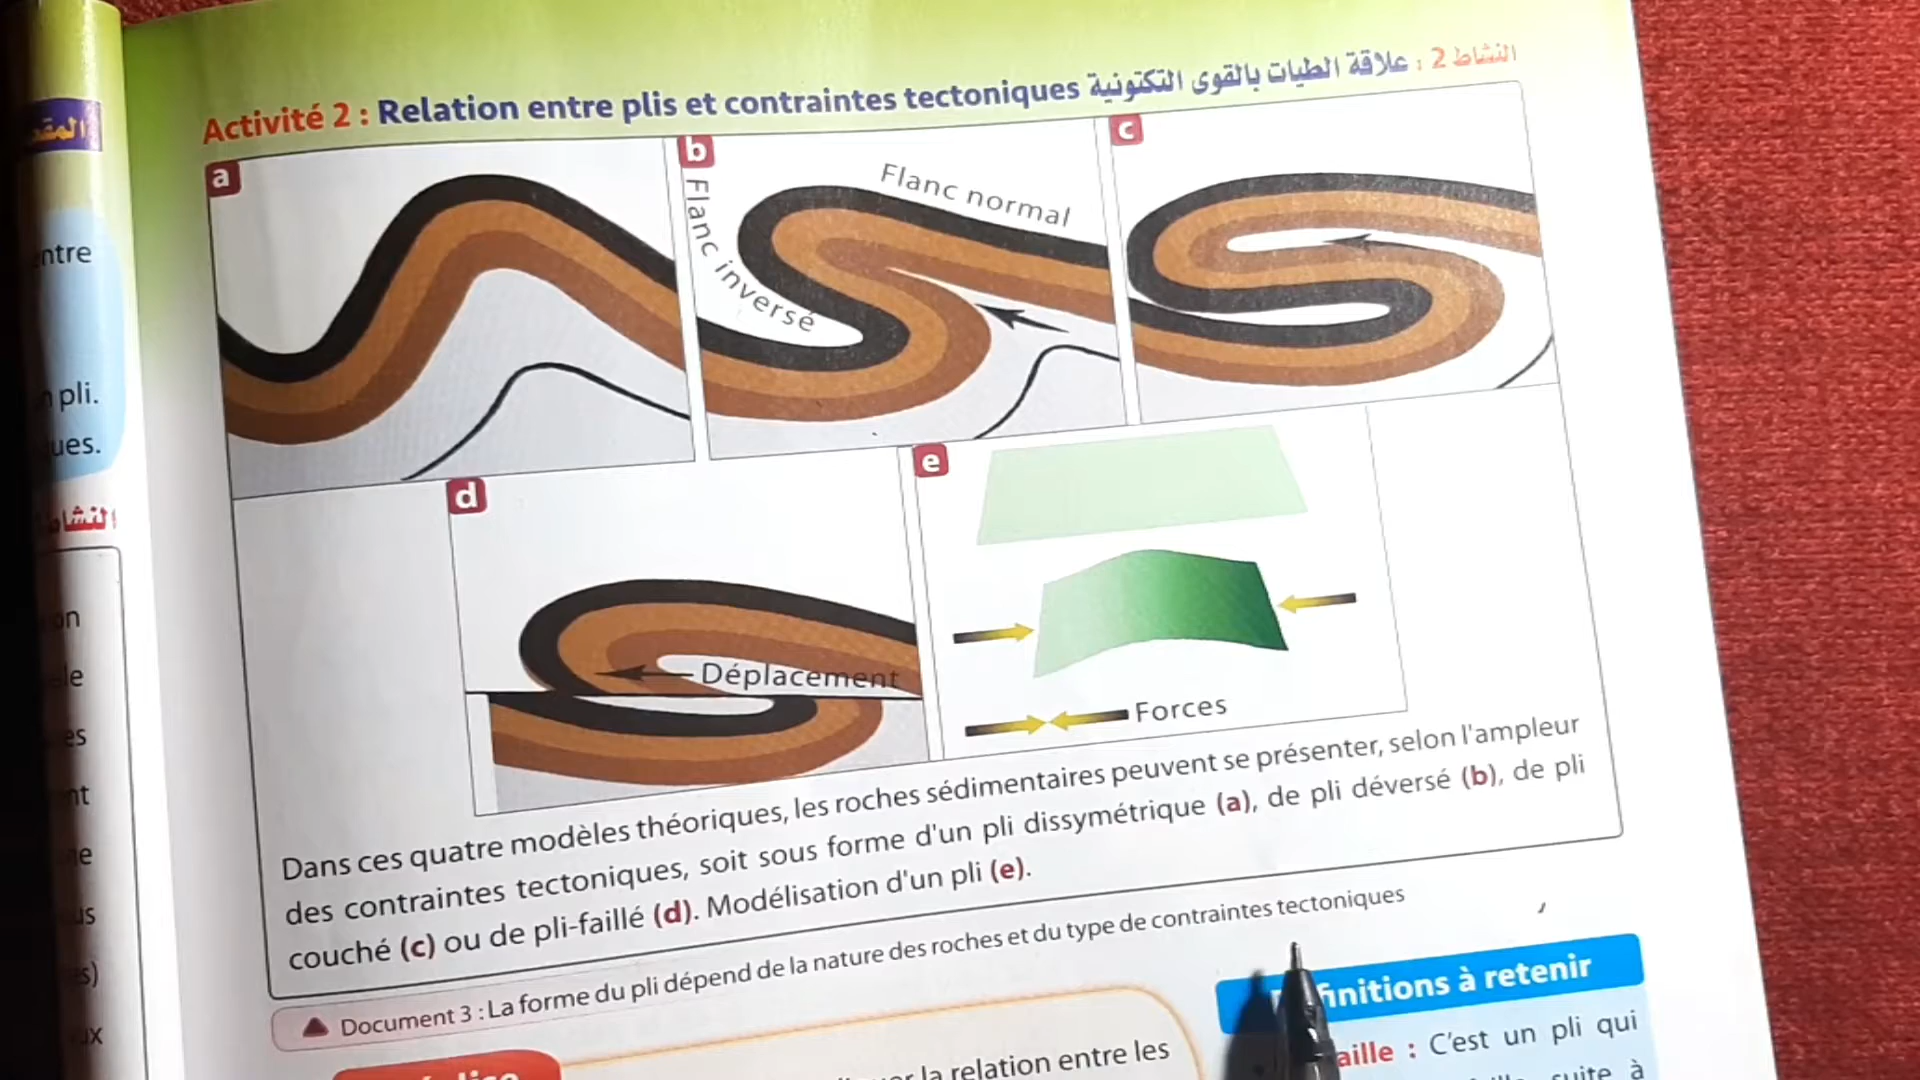 Activité 2 : Relation entre plis et contraintes tectoniques النشاط 2 : علاقة الطيات بالقوى التكتونية
a
b
c
Flanc normal
Flanc inversé
d
e
Déplacement
Forces
Dans ces quatre modèles théoriques, les roches sédimentaires peuvent se présenter, selon l'ampleur
des contraintes tectoniques, soit sous forme d'un pli dissymétrique (a), de pli déversé (b), de pli
couché (c) ou de pli-faillé (d). Modélisation d'un pli (e).
Document 3 : La forme du pli dépend de la nature des roches et du type de contraintes tectoniques
finitions à retenir
aille : C'est un pli qui
suite à
la relation entre les
pli.